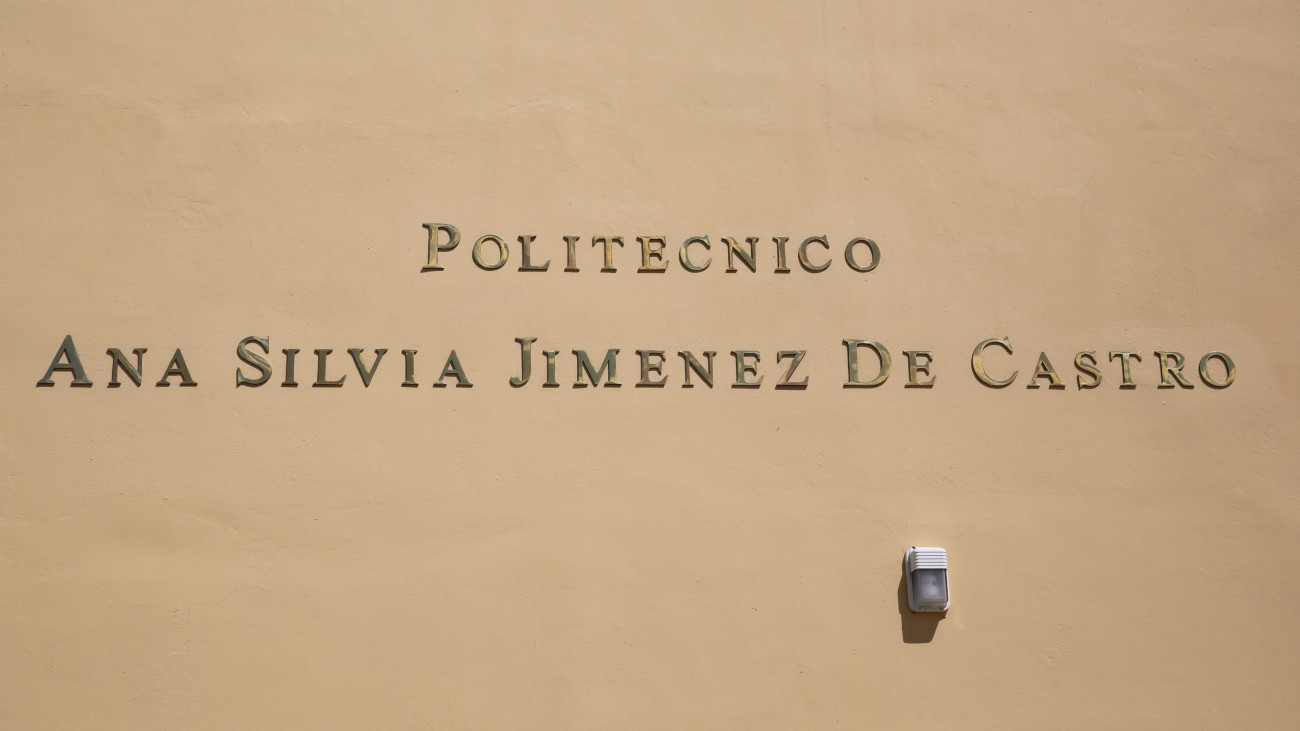 Politecnico
Ana Silvia Jimenez De Castro